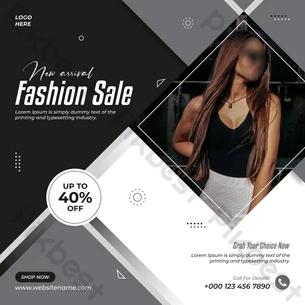 LOGO
HERE
New arrival
Fashion Sale
Lorem Ipsum is simply dummy text of the
printing and typesetting industry.
UP TO
40%
OFF
Grab Your Choice Now
Lorem Ipsum is simply dummy text of the
printing and typesetting industry.
SHOP NOW
www.websitename.com
Call For Details
+000 123 456 7890